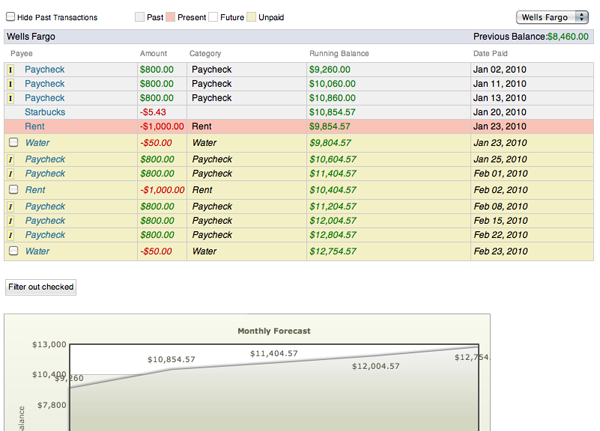 Hide Past Transactions Past Present Future Unpaid Wells Fargo
Wells Fargo Previous Balance:$8,460.00
Payee Amount Category Running Balance Date Paid
I Paycheck $800.00 Paycheck $9,260.00 Jan 02, 2010
I Paycheck $800.00 Paycheck $10,060.00 Jan 11, 2010
I Paycheck $800.00 Paycheck $10,860.00 Jan 13, 2010
Starbucks -$5.43 $10,854.57 Jan 20, 2010
Rent -$1,000.00 Rent $9,854.57 Jan 23, 2010
Water -$50.00 Water $9,804.57 Jan 23, 2010
I Paycheck $800.00 Paycheck $10,604.57 Jan 25, 2010
I Paycheck $800.00 Paycheck $11,404.57 Feb 01, 2010
Rent -$1,000.00 Rent $10,404.57 Feb 02, 2010
I Paycheck $800.00 Paycheck $11,204.57 Feb 08, 2010
I Paycheck $800.00 Paycheck $12,004.57 Feb 15, 2010
I Paycheck $800.00 Paycheck $12,804.57 Feb 22, 2010
Water -$50.00 Water $12,754.57 Feb 23, 2010
Filter out checked
Monthly Forecast
$13,000
$10,854.57 $11,404.57 $12,004.57 $12,754
$10,400 $9,260
$7,800
alance